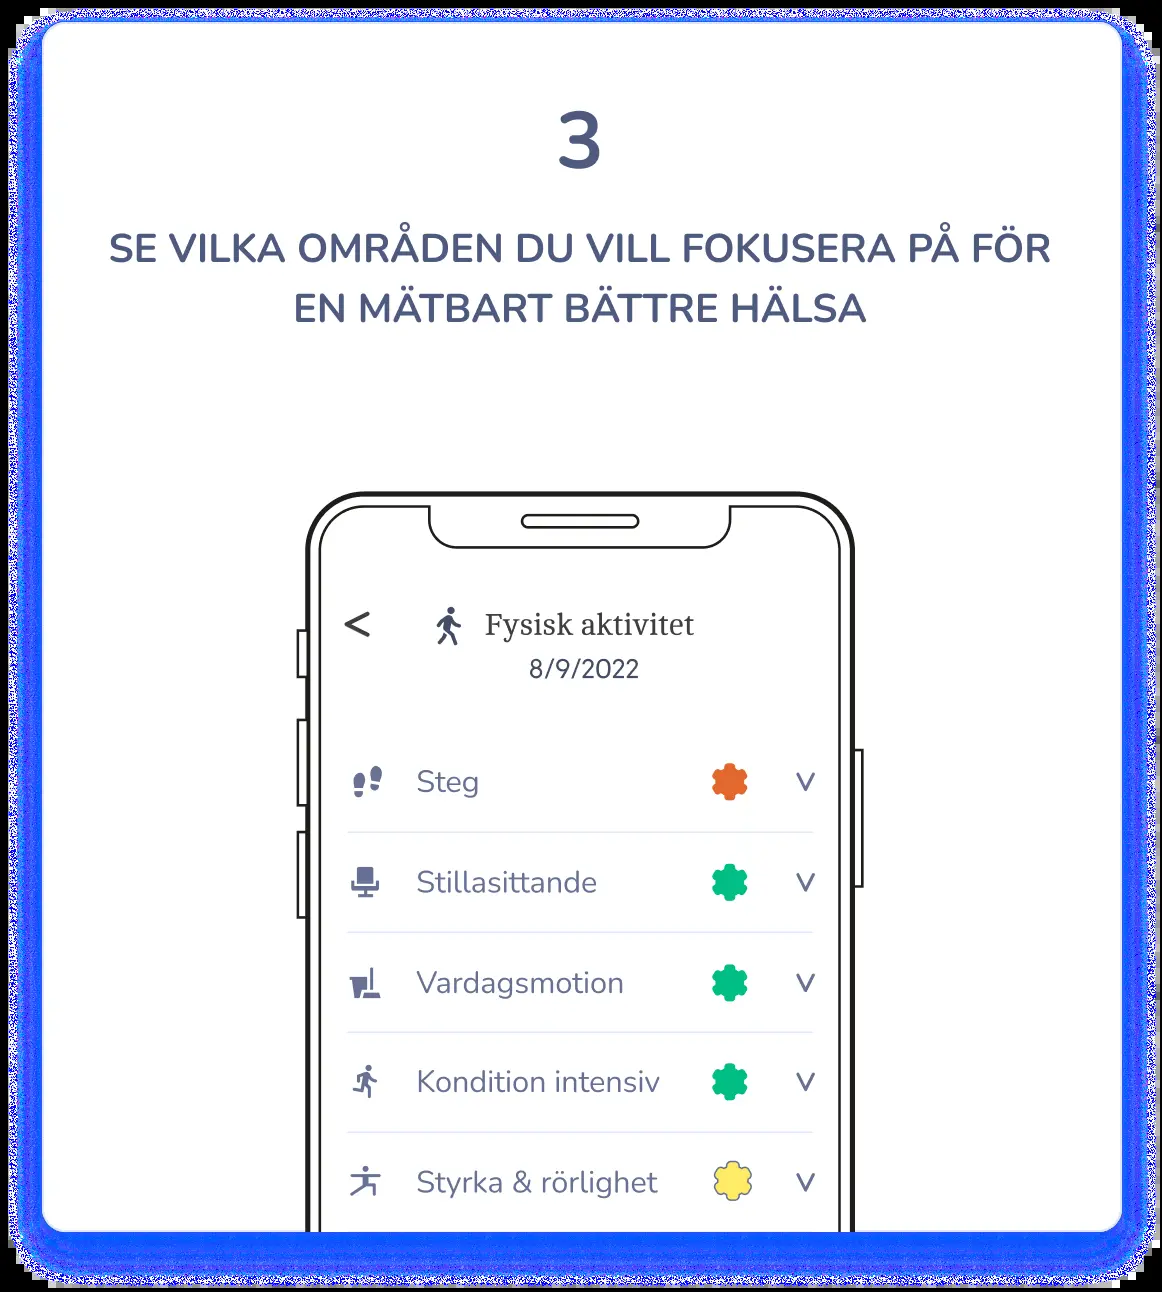 3
SE VILKA OMRÅDEN DU VILL FOKUSERA PÅ FÖR
EN MÄTBART BÄTTRE HÄLSA
< Fysisk aktivitet
8/9/2022
Steg
Stillasittande
Vardagsmotion
Kondition intensiv
Styrka & rörlighet